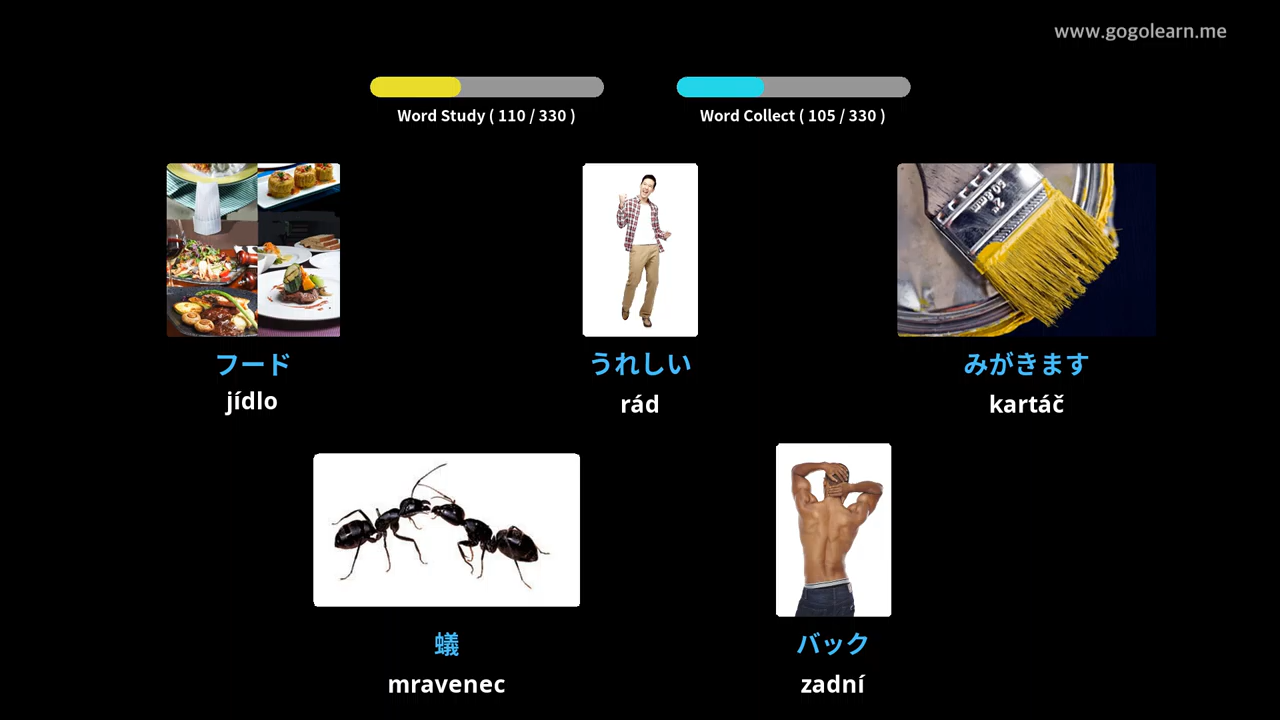 www.gogolearn.me
Word Study ( 110 / 330 )
Word Collect ( 105 / 330 )
フード
jídlo
うれしい
rád
みがきます
kartáč
蟻
mravenec
バック
zadní